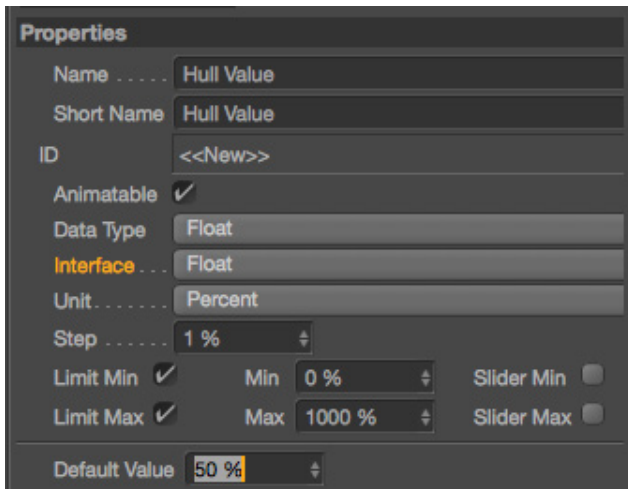 Properties
Name ..... Hull Value
Short Name Hull Value
ID <<New>>
Animatable
Data Type Float
Interface ... Float
Unit....... Percent
Step ...... 1 %
Limit Min Min 0 % Slider Min
Limit Max Max 1000 % Slider Max
Default Value 50 %